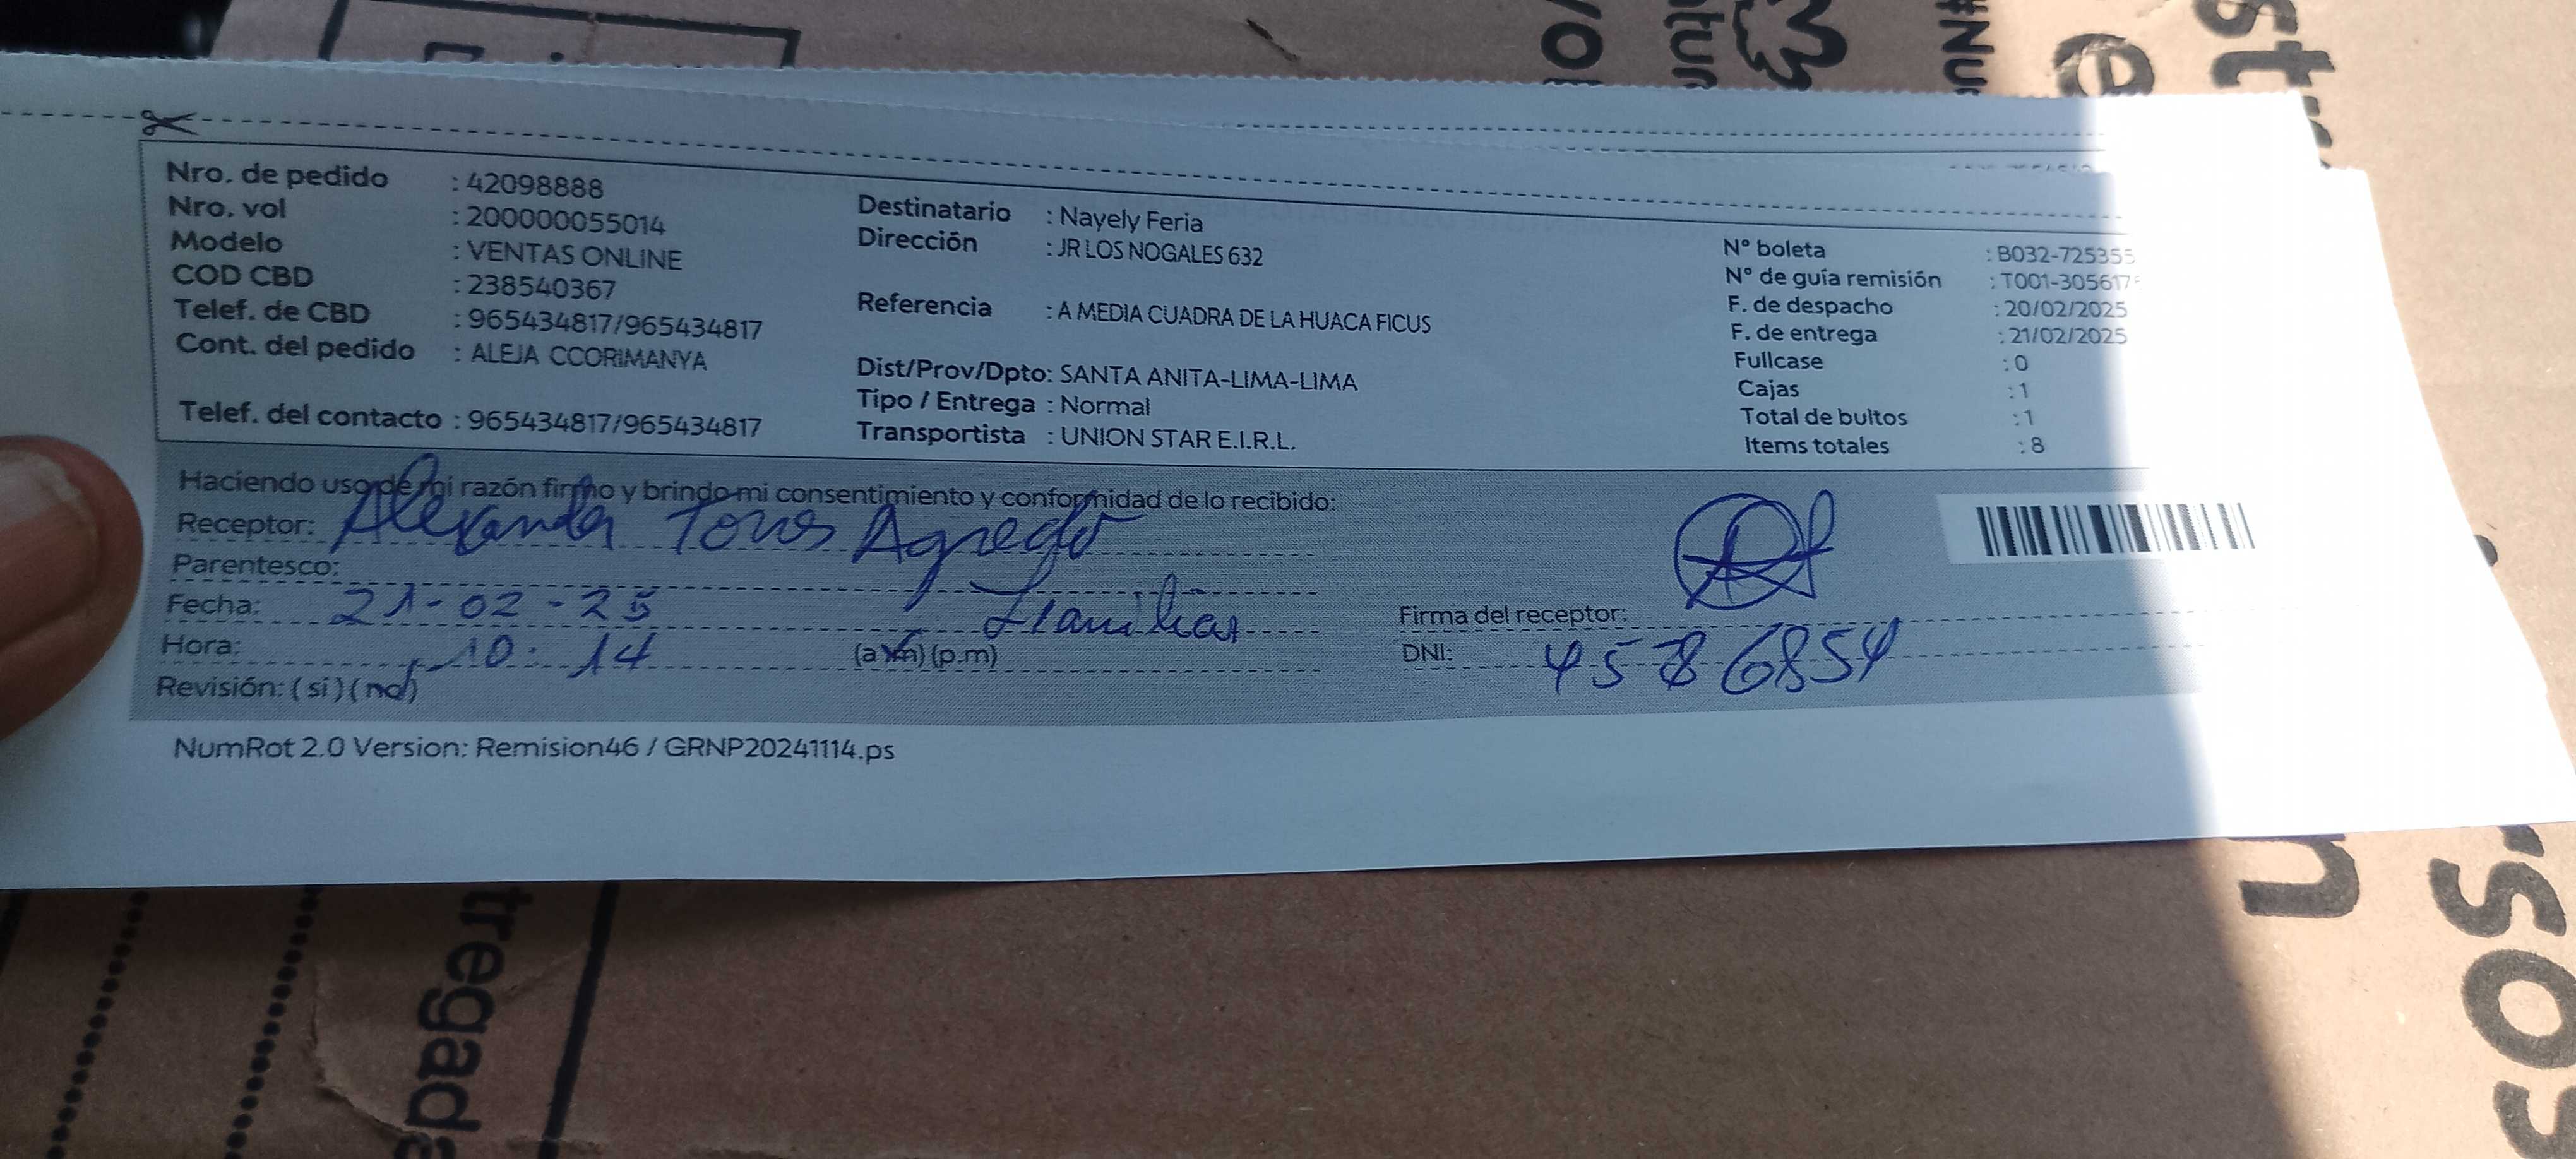 Nro. de pedido : 42098888
Nro. vol : 200000055014
Modelo : VENTAS ONLINE
COD CBD : 238540367
Telef. de CBD : 965434817/965434817
Cont. del pedido : ALEJA CCORIMANYA
Telef. del contacto : 965434817/965434817
Destinatario : Nayely Feria
Dirección : JR LOS NOGALES 632
Referencia : A MEDIA CUADRA DE LA HUACA FICUS
Dist/Prov/Dpto: SANTA ANITA-LIMA-LIMA
Tipo / Entrega : Normal
Transportista : UNION STAR E.I.R.L.
N° boleta : B032-725355
N° de guía remisión : T001-305617
F. de despacho : 20/02/2025
F. de entrega : 21/02/2025
Fullcase : 0
Cajas : 1
Total de bultos : 1
Items totales : 8
Haciendo uso de mi razón firmo y brindo mi consentimiento y conformidad de lo recibido:
Receptor: Alexander Torres Agredo
Parentesco: Familiar
Fecha: 21-02-25
Hora: 10:14 (a.m) (p.m)
Revisión: (si) (no)
Firma del receptor:
DNI: 45786854
NumRot 2.0 Version: Remision46 / GRNP20241114.ps